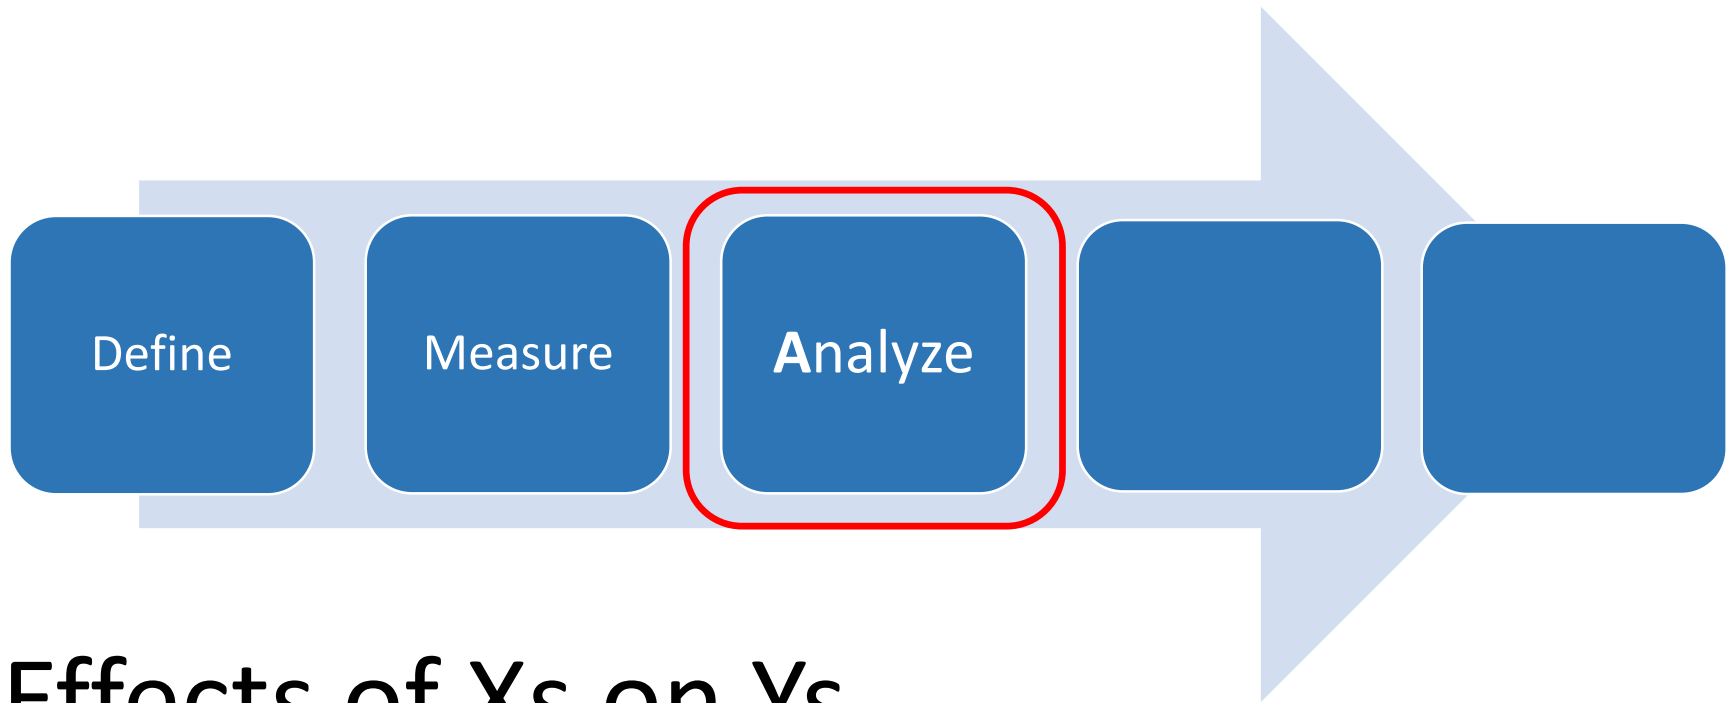 Define
Measure
Analyze
Effects of Xs on Ys